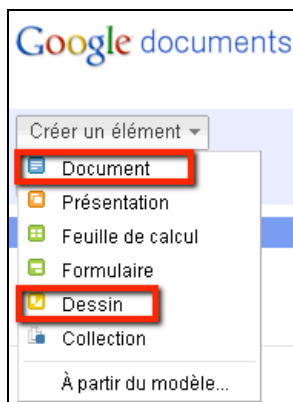 Google documents
Créer un élément
Document
Présentation
Feuille de calcul
Formulaire
Dessin
Collection
À partir du modèle...